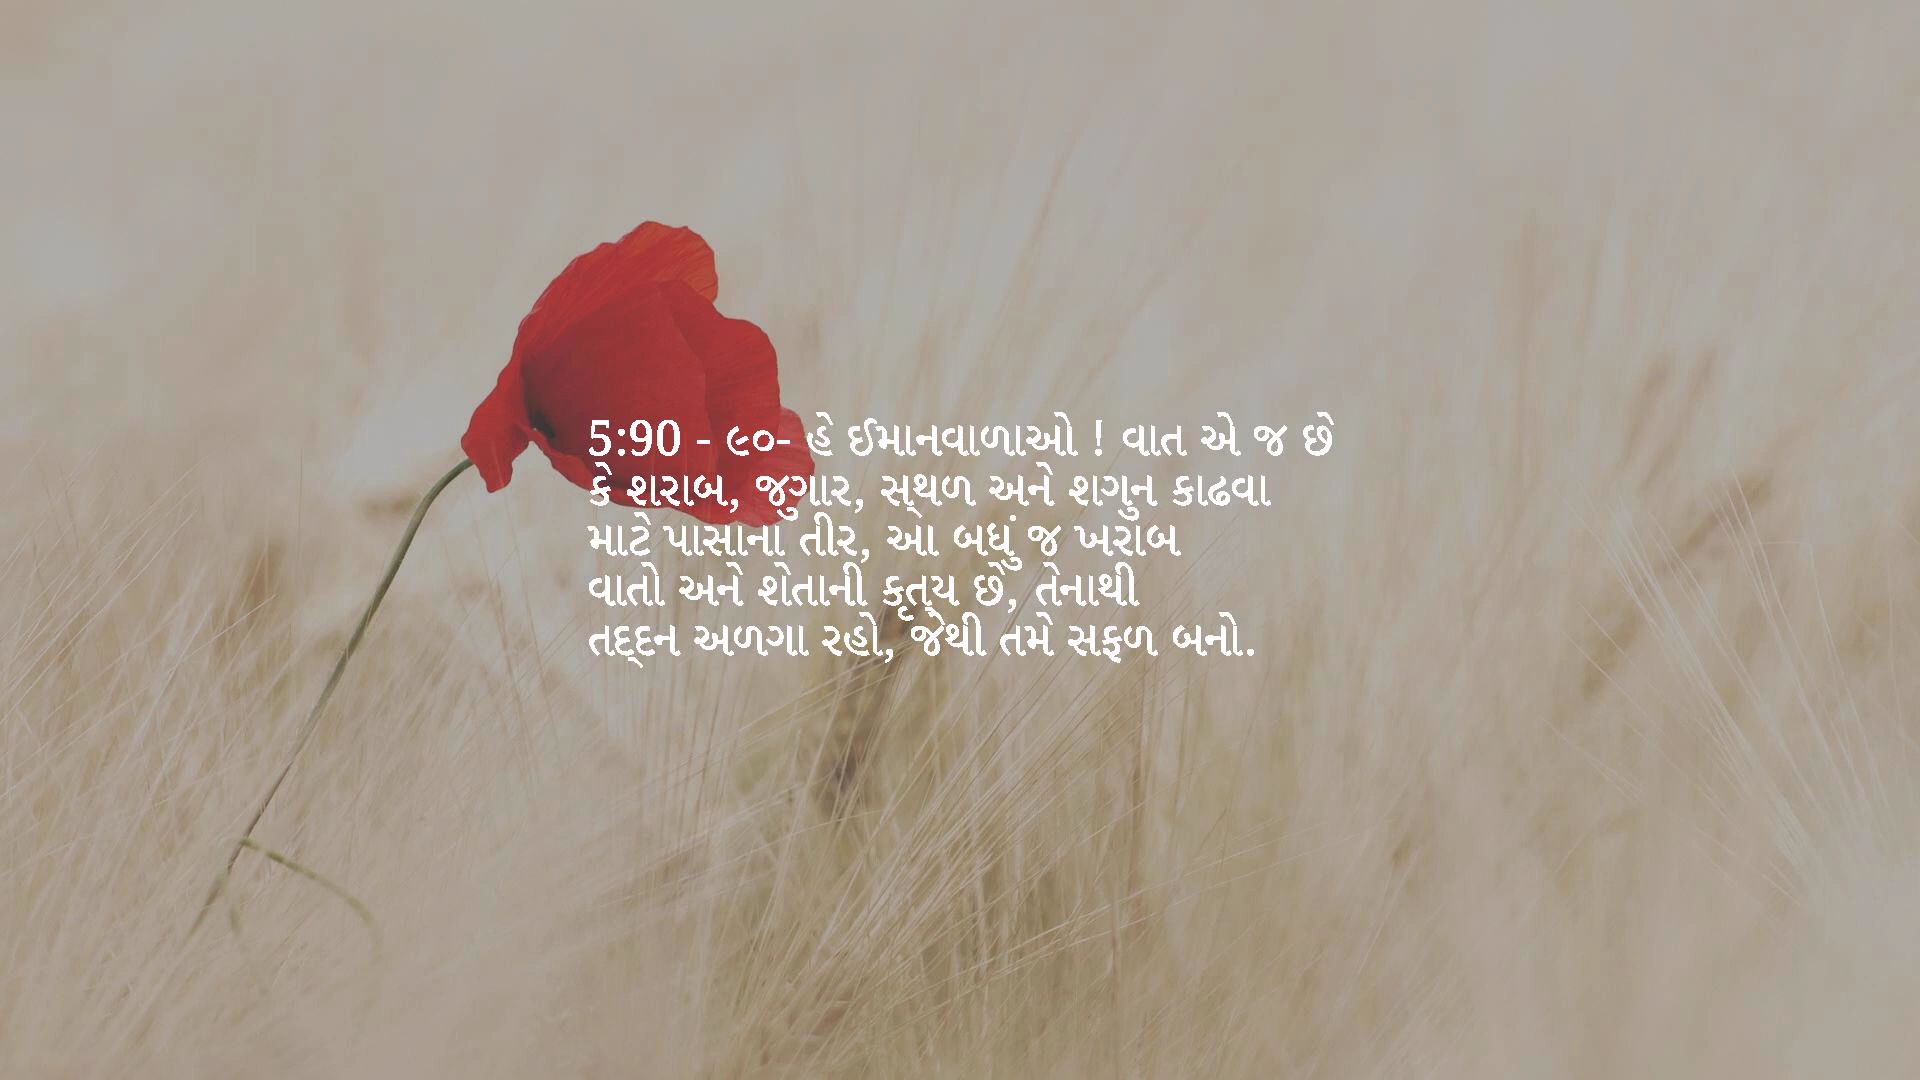 5:90 - ૯૦- હે ઈમાનવાળાઓ ! વાત એ જ છે
કે શરાબ, જુગાર, સ્થળ અને શગુન કાઢવા
માટે પાસાના તીર, આ બધું જ ખરાબ
વાતો અને શેતાની કૃત્ય છે, તેનાથી
તદ્દન અળગા રહો, જેથી તમે સફળ બનો.